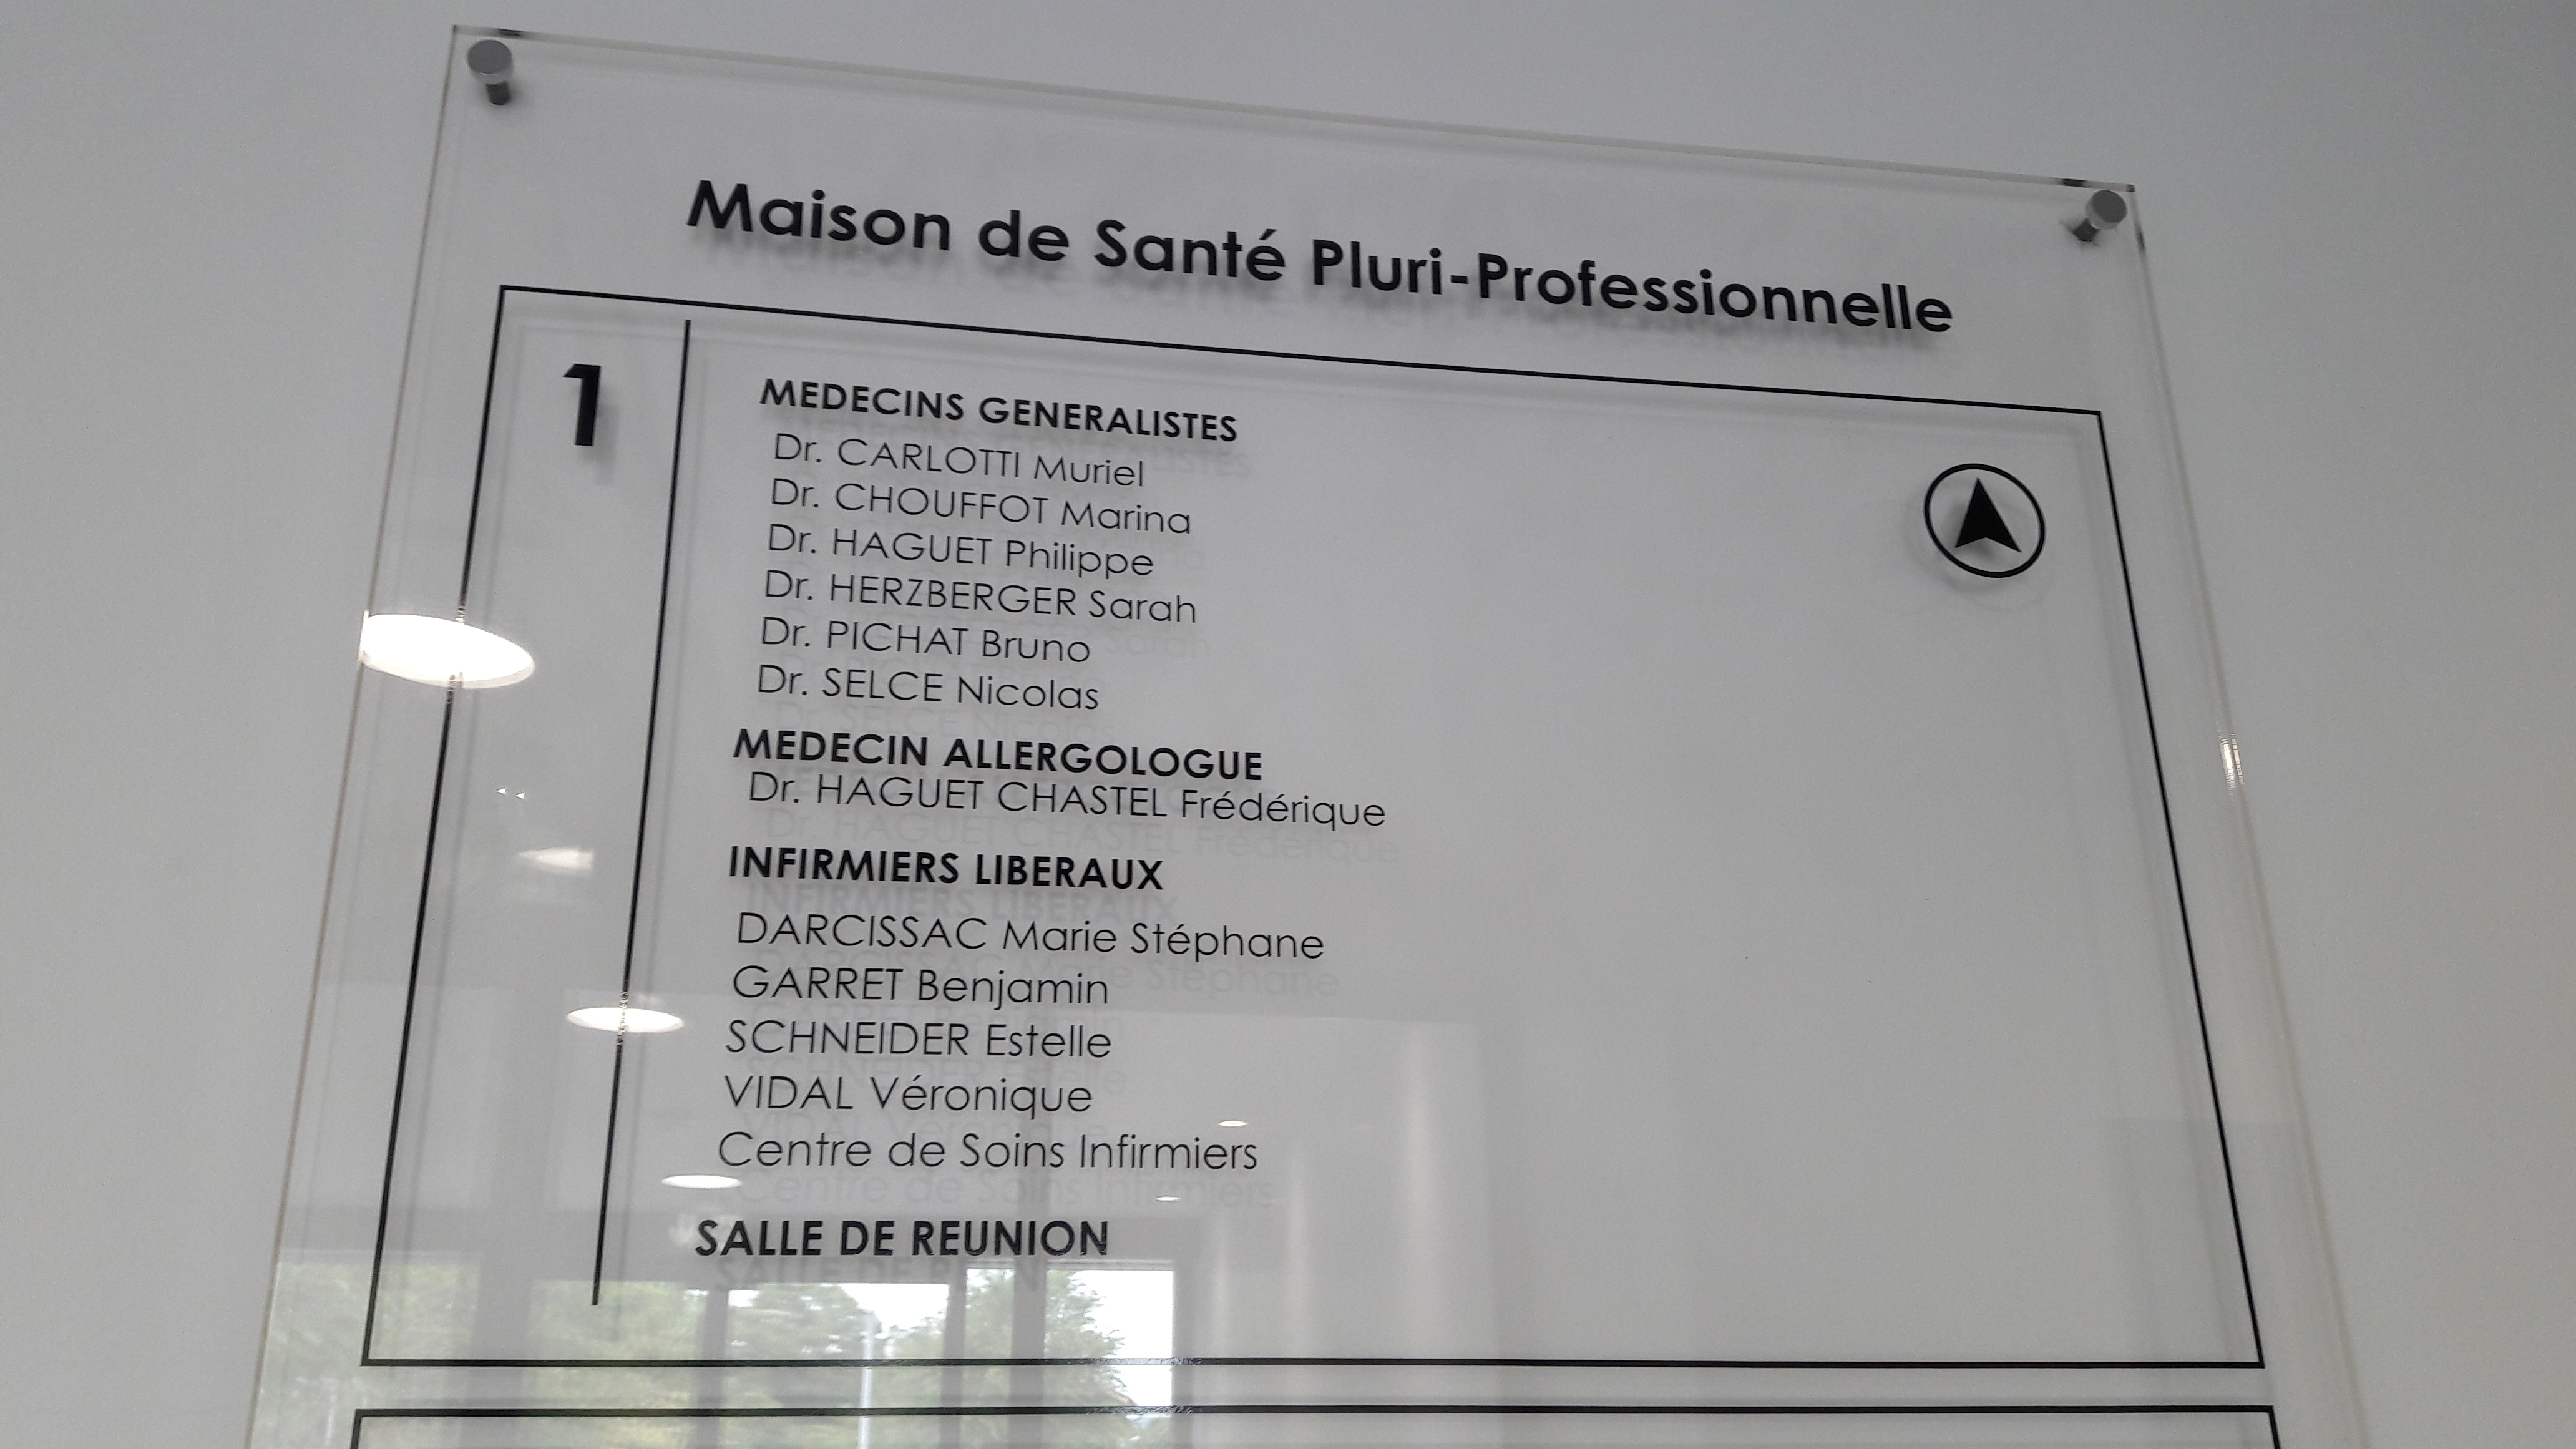 Maison de Santé Pluri-Professionnelle
1
MEDECINS GENERALISTES
Dr. CARLOTTI Muriel
Dr. CHOUFFOT Marina
Dr. HAGUET Philippe
Dr. HERZBERGER Sarah
Dr. PICHAT Bruno
Dr. SELCE Nicolas
MEDECIN ALLERGOLOGUE
Dr. HAGUET CHASTEL Frédérique
INFIRMIERS LIBERAUX
DARCISSAC Marie Stéphane
GARRET Benjamin
SCHNEIDER Estelle
VIDAL Véronique
Centre de Soins Infirmiers
SALLE DE REUNION